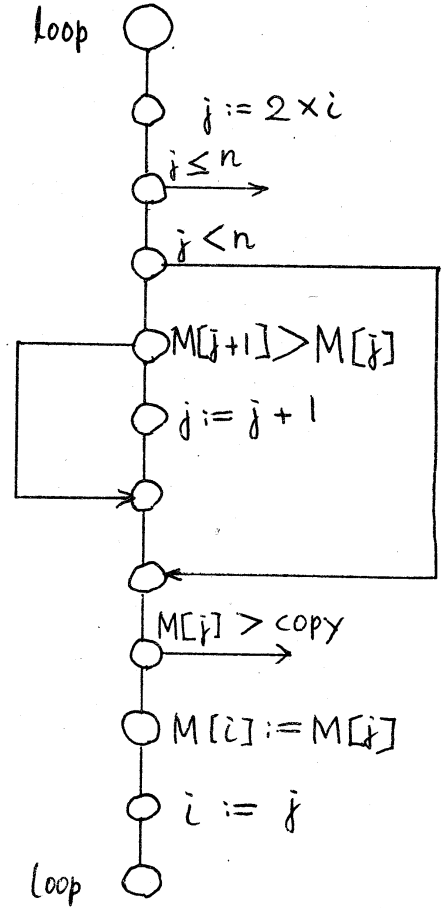 loop
j := 2 × i
j ≤ n
j < n
M[j+1] > M[j]
j := j + 1
M[j] > copy
M[i] := M[j]
i := j
loop